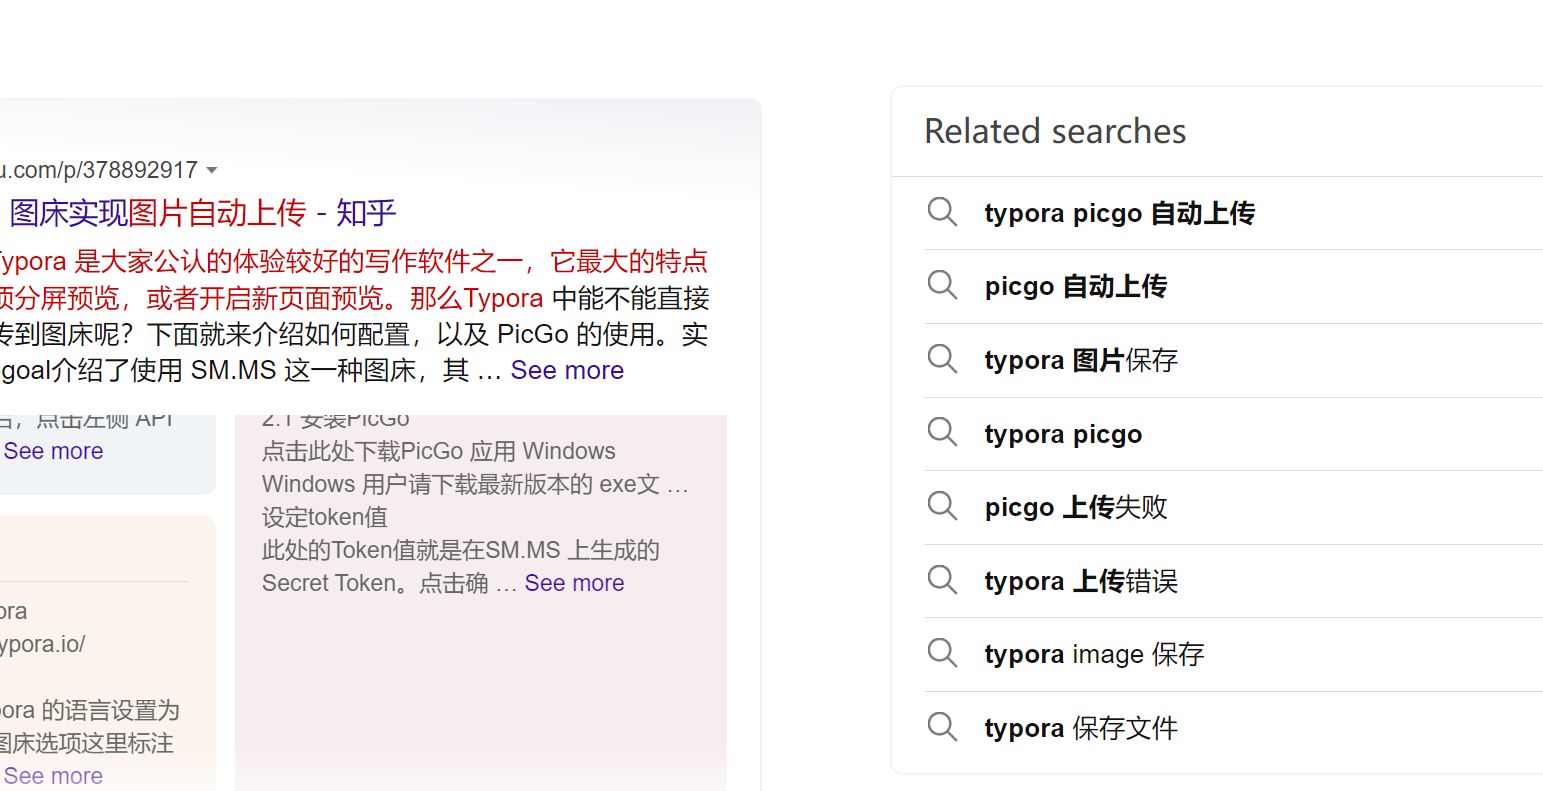 u.com/p/378892917
图床实现图片自动上传 - 知乎
Typora 是大家公认的体验较好的写作软件之一，它最大的特点
分屏预览，或者开启新页面预览。那么Typora 中能不能直接
传到图床呢？下面就来介绍如何配置，以及 PicGo 的使用。实
goal介绍了使用 SM.MS 这一种图床，其 … See more
点击左侧 API
See more
ora
ypora.io/
pora 的语言设置为
图床选项这里标注
See more
2.1 安装PicGo
点击此处下载PicGo 应用 Windows
Windows 用户请下载最新版本的 exe文 …
设定token值
此处的Token值就是在SM.MS 上生成的
Secret Token。点击确 … See more
Related searches
typora picgo 自动上传
picgo 自动上传
typora 图片保存
typora picgo
picgo 上传失败
typora 上传错误
typora image 保存
typora 保存文件